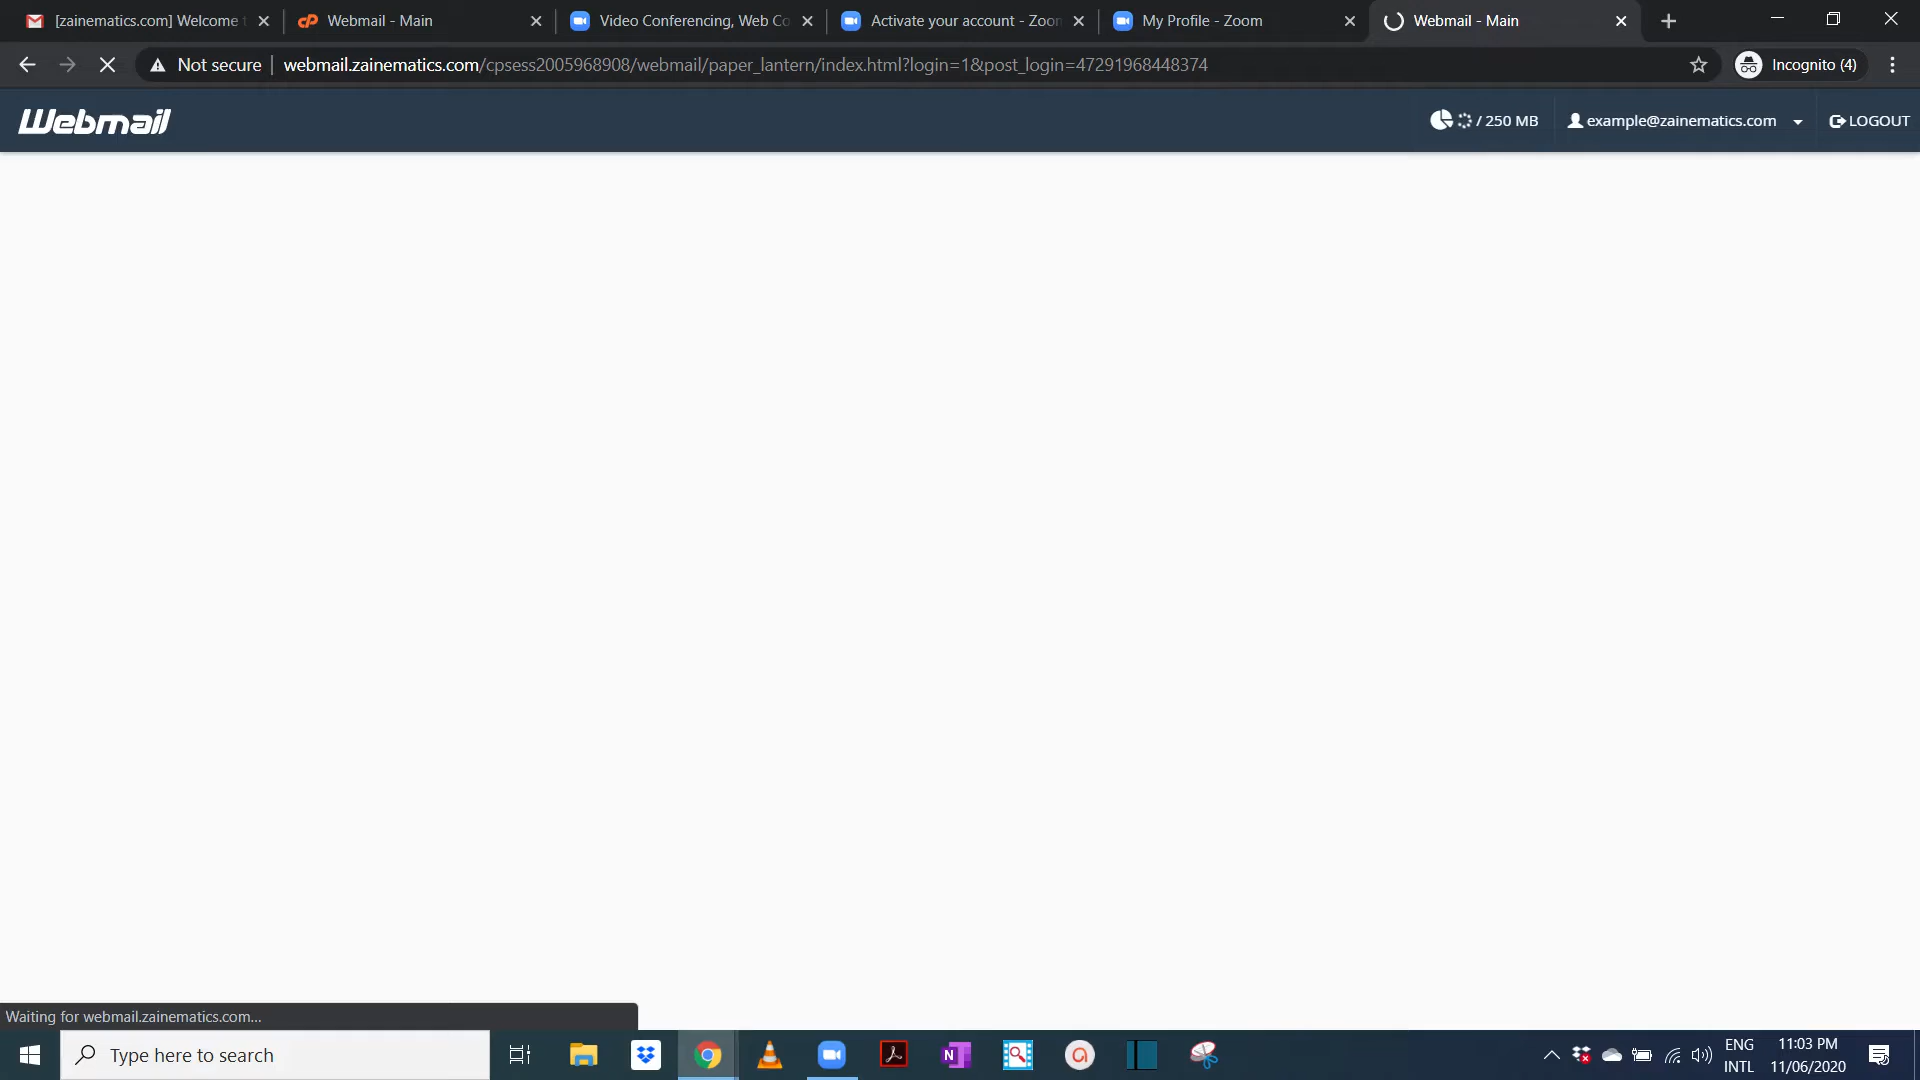 [zainematics.com] Welcome
Webmail - Main
Video Conferencing, Web Co
Activate your account - Zoom
My Profile - Zoom
Webmail - Main
Not secure
webmail.zainematics.com/cpsess2005968908/webmail/paper_lantern/index.html?login=1&post_login=47291968448374
Incognito (4)
Webmail
/ 250 MB
example@zainematics.com
LOGOUT
Waiting for webmail.zainematics.com...
Type here to search
ENG
INTL
11:03 PM
11/06/2020